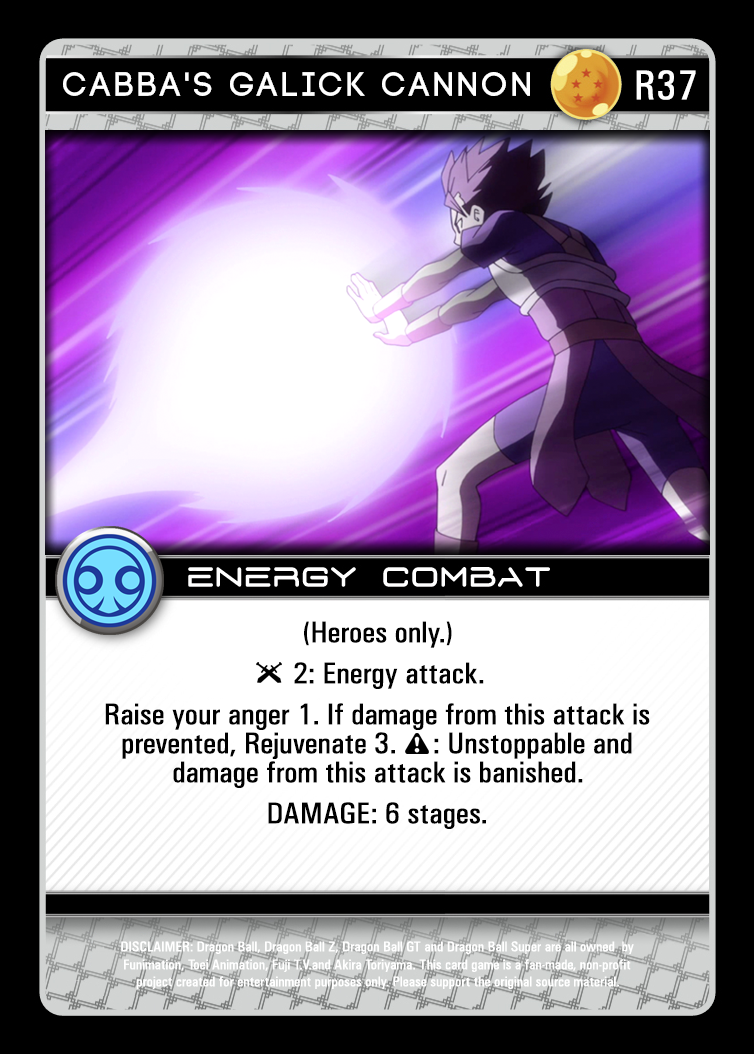 CABBA'S GALICK CANNON R37
ENERGY COMBAT
(Heroes only.)
2: Energy attack.
Raise your anger 1. If damage from this attack is
prevented, Rejuvenate 3. ⚠: Unstoppable and
damage from this attack is banished.
DAMAGE: 6 stages.
DISCLAIMER: Dragon Ball, Dragon Ball Z, Dragon Ball GT and Dragon Ball Super are all owned by
Funimation, Toei Animation, Fuji T.V.and Akira Toriyama. This card game is a fan-made, non-profit
project created for entertainment purposes only. Please support the original source material.